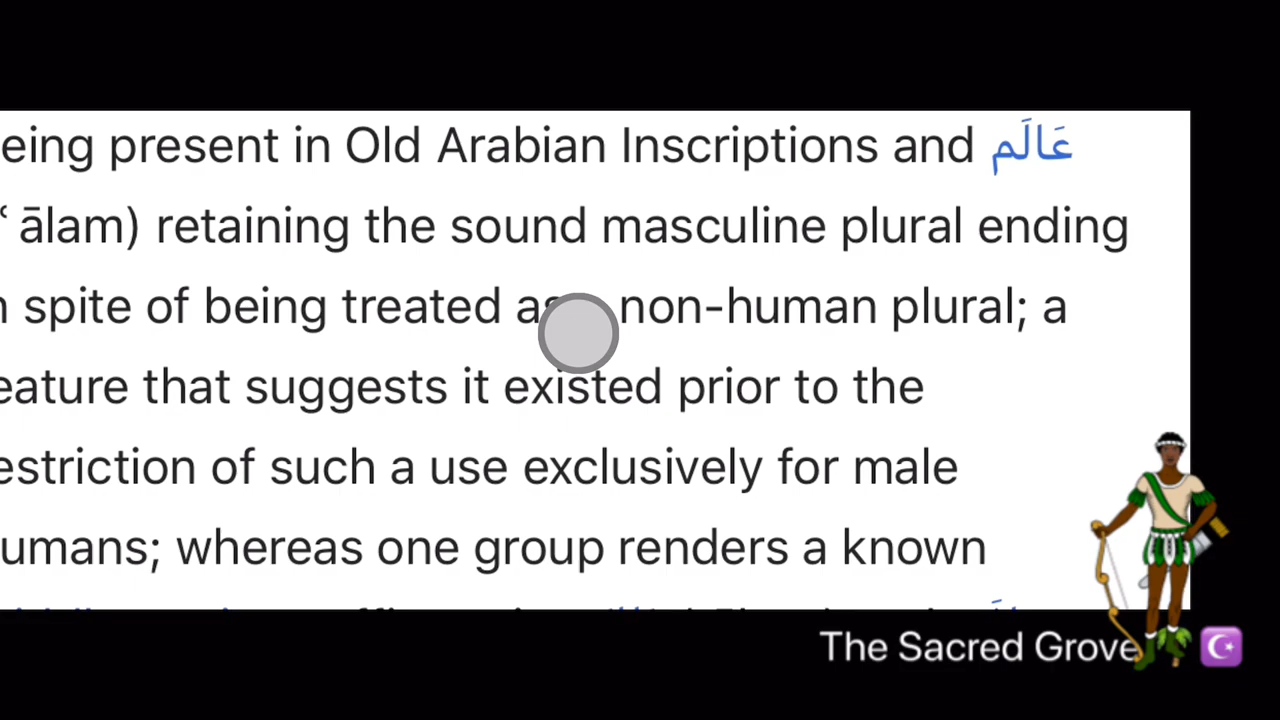 eing present in Old Arabian Inscriptions and عَالَم
ʿālam) retaining the sound masculine plural ending
spite of being treated as non-human plural; a
eature that suggests it existed prior to the
estriction of such a use exclusively for male
umans; whereas one group renders a known
The Sacred Grove ☪